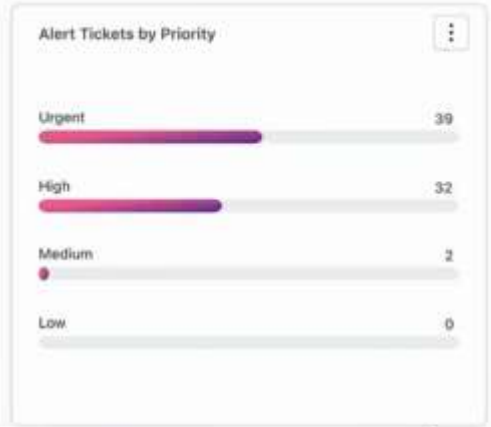 Alert Tickets by Priority
Urgent 39
High 32
Medium 2
Low 0